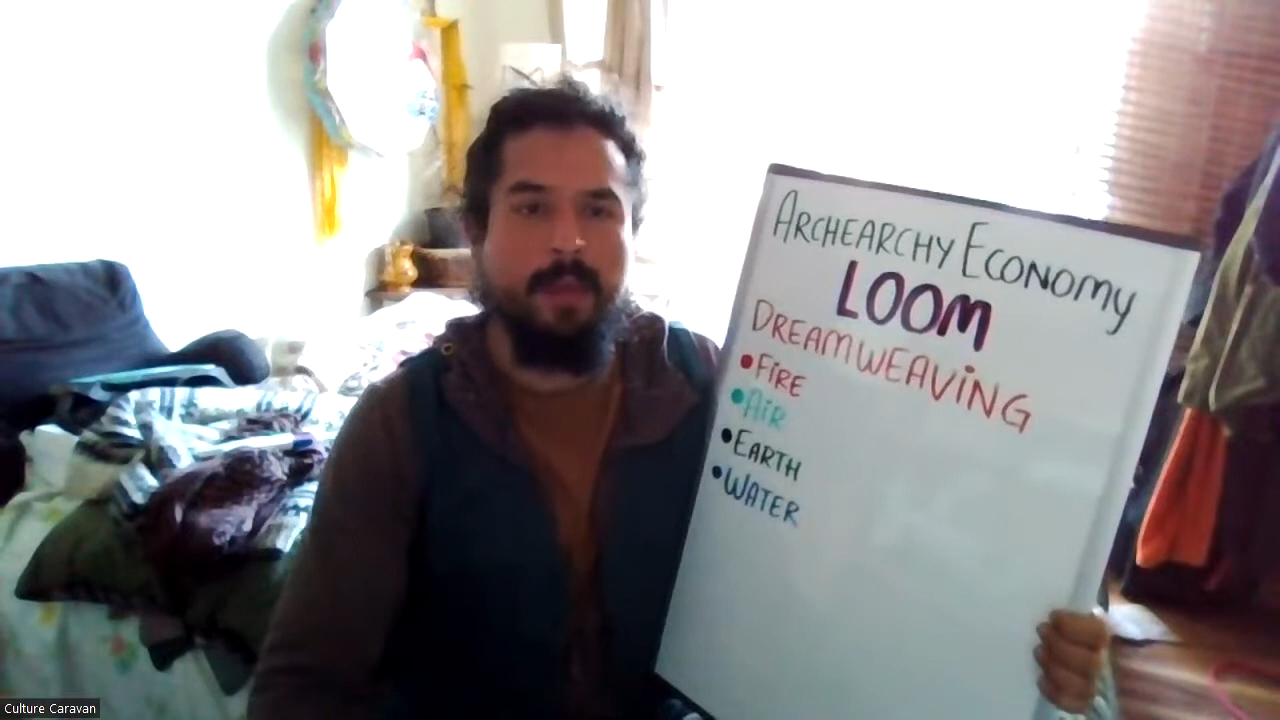 ARCHEARCHY ECONOMY
LOOM
DREAMWEAVING
• FIRE
• AIR
• EARTH
• WATER
Culture Caravan